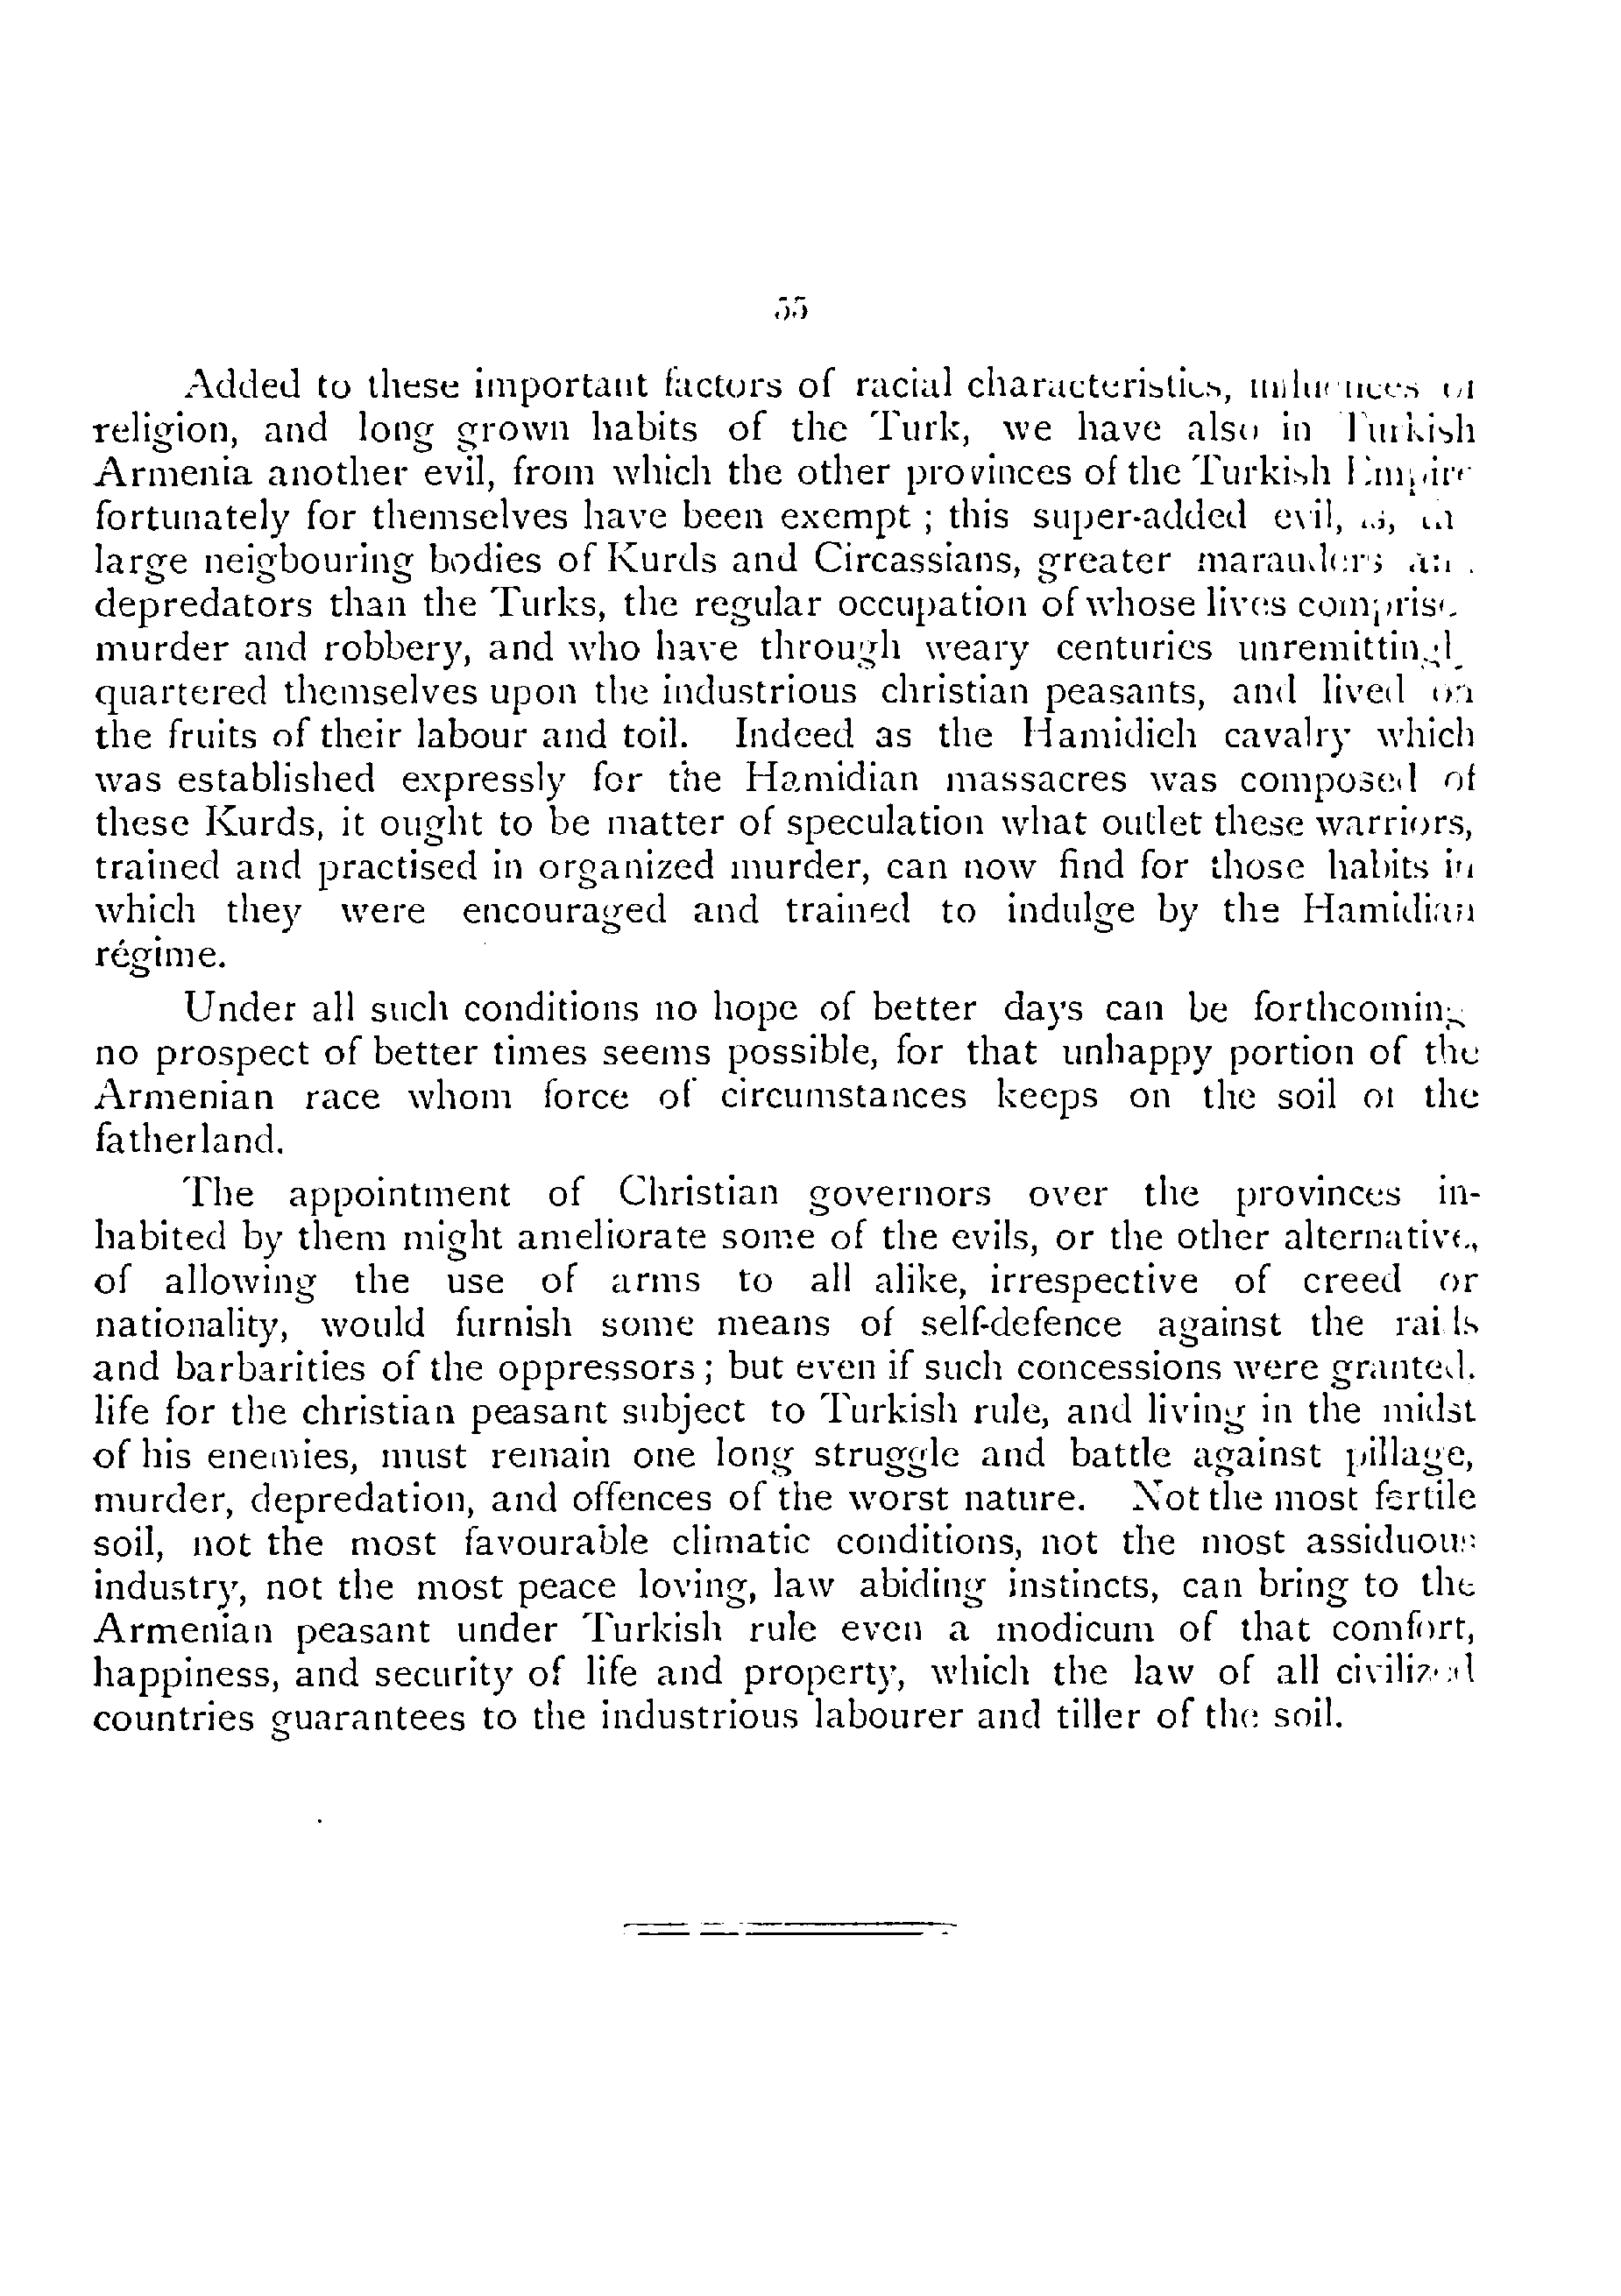 55
Added to these important factors of racial characteristics, influences of
religion, and long grown habits of the Turk, we have also in Turkish
Armenia another evil, from which the other provinces of the Turkish Empire
fortunately for themselves have been exempt ; this super-added evil,
large neigbouring bodies of Kurds and Circassians, greater marauders
depredators than the Turks, the regular occupation of whose lives comprise
murder and robbery, and who have through weary centuries unremittingly
quartered themselves upon the industrious christian peasants, and lived on
the fruits of their labour and toil. Indeed as the Hamidieh cavalry which
was established expressly for the Hamidian massacres was composed of
these Kurds, it ought to be matter of speculation what outlet these warriors,
trained and practised in organized murder, can now find for those habits in
which they were encouraged and trained to indulge by the Hamidian
régime.
Under all such conditions no hope of better days can be forthcoming
no prospect of better times seems possible, for that unhappy portion of the
Armenian race whom force of circumstances keeps on the soil of the
fatherland.
The appointment of Christian governors over the provinces in-
habited by them might ameliorate some of the evils, or the other alternative,
of allowing the use of arms to all alike, irrespective of creed or
nationality, would furnish some means of self-defence against the raids
and barbarities of the oppressors ; but even if such concessions were granted.
life for the christian peasant subject to Turkish rule, and living in the midst
of his enemies, must remain one long struggle and battle against pillage,
murder, depredation, and offences of the worst nature. Not the most fertile
soil, not the most favourable climatic conditions, not the most assiduous
industry, not the most peace loving, law abiding instincts, can bring to the
Armenian peasant under Turkish rule even a modicum of that comfort,
happiness, and security of life and property, which the law of all civilized
countries guarantees to the industrious labourer and tiller of the soil.